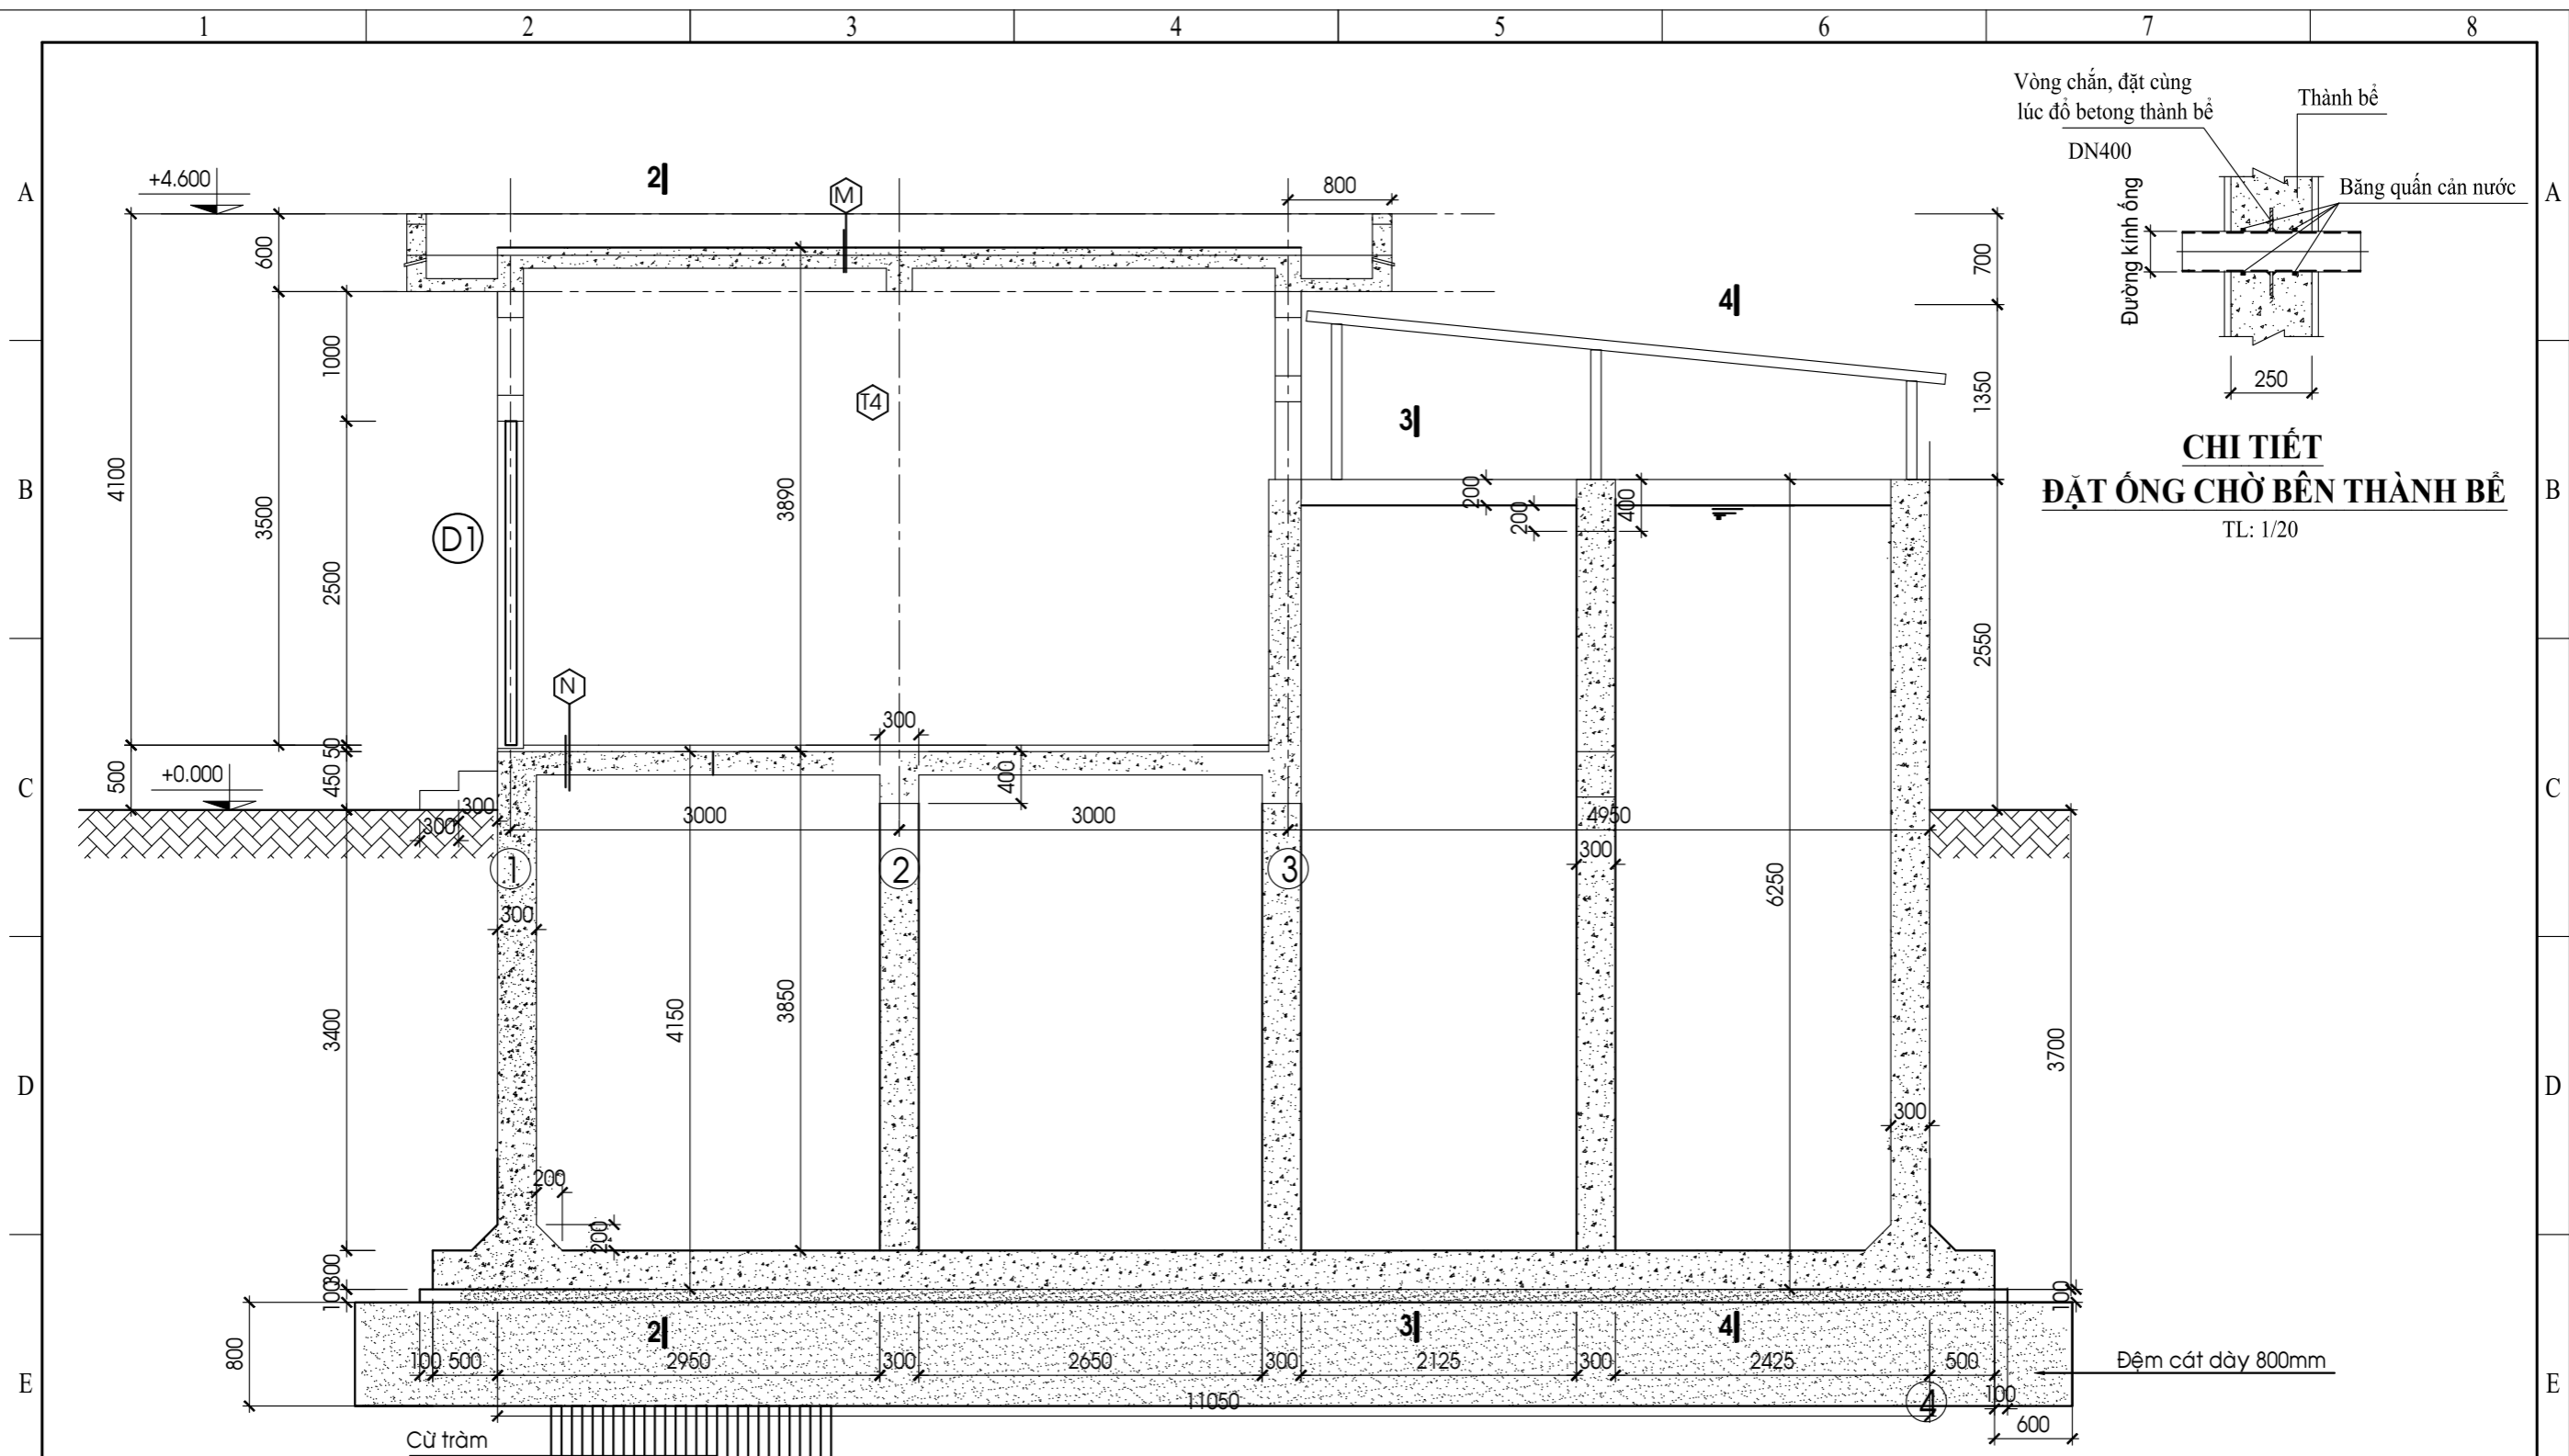 1 2 3 4 5 6 7 8
A A
B B
C C
D D
E E
+4.600
2
M
800
600
700
4
1000
T4
3
1350
4100
3500
2500
D1
3890
200
200
400
2550
N
300
50
450
500
+0.000
400
300
300
3000
3000
4950
1
2
3
300
300
6250
3400
4150
3850
3700
300
200
200
300
100
100
800
2
3
4
100 500 2950 300 2650 300 2125 300 2425 500
100
11050
4
600
Đệm cát dày 800mm
Cừ tràm
Vòng chắn, đặt cùng
lúc đổ betong thành bể
DN400
Thành bể
Băng quấn cản nước
Đường kính ống
250
CHI TIẾT
ĐẶT ỐNG CHỜ BÊN THÀNH BỂ
TL: 1/20